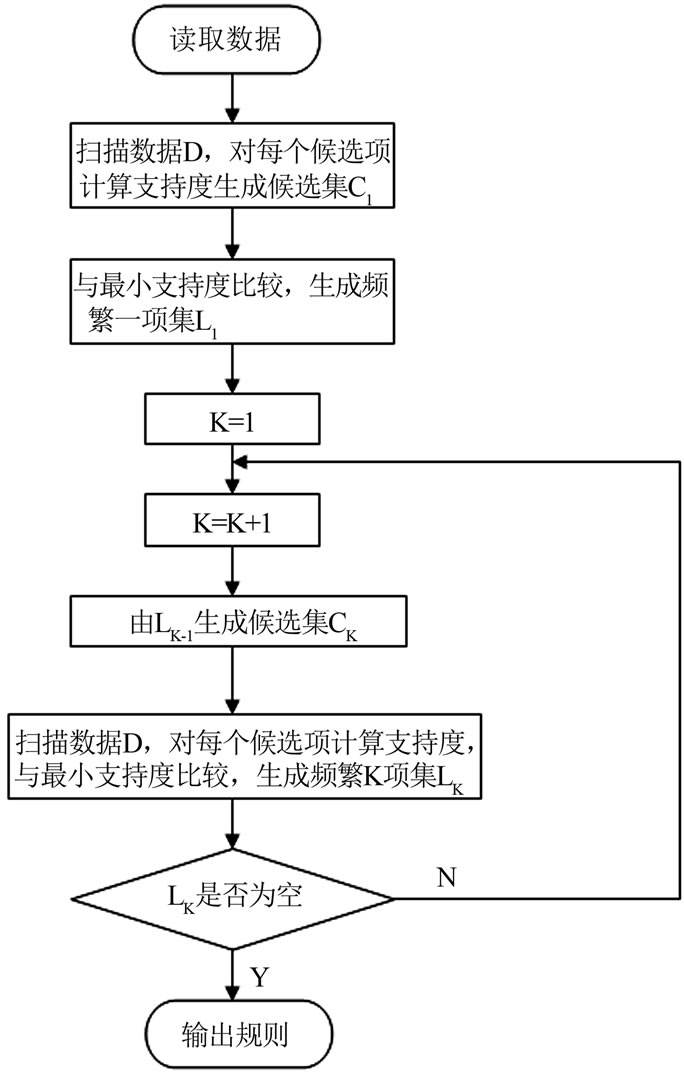 读取数据
扫描数据D，对每个候选项
计算支持度生成候选集C1
与最小支持度比较，生成频
繁一项集L1
K=1
K=K+1
由LK-1生成候选集CK
扫描数据D，对每个候选项计算支持度，
与最小支持度比较，生成频繁K项集LK
LK是否为空
N
Y
输出规则